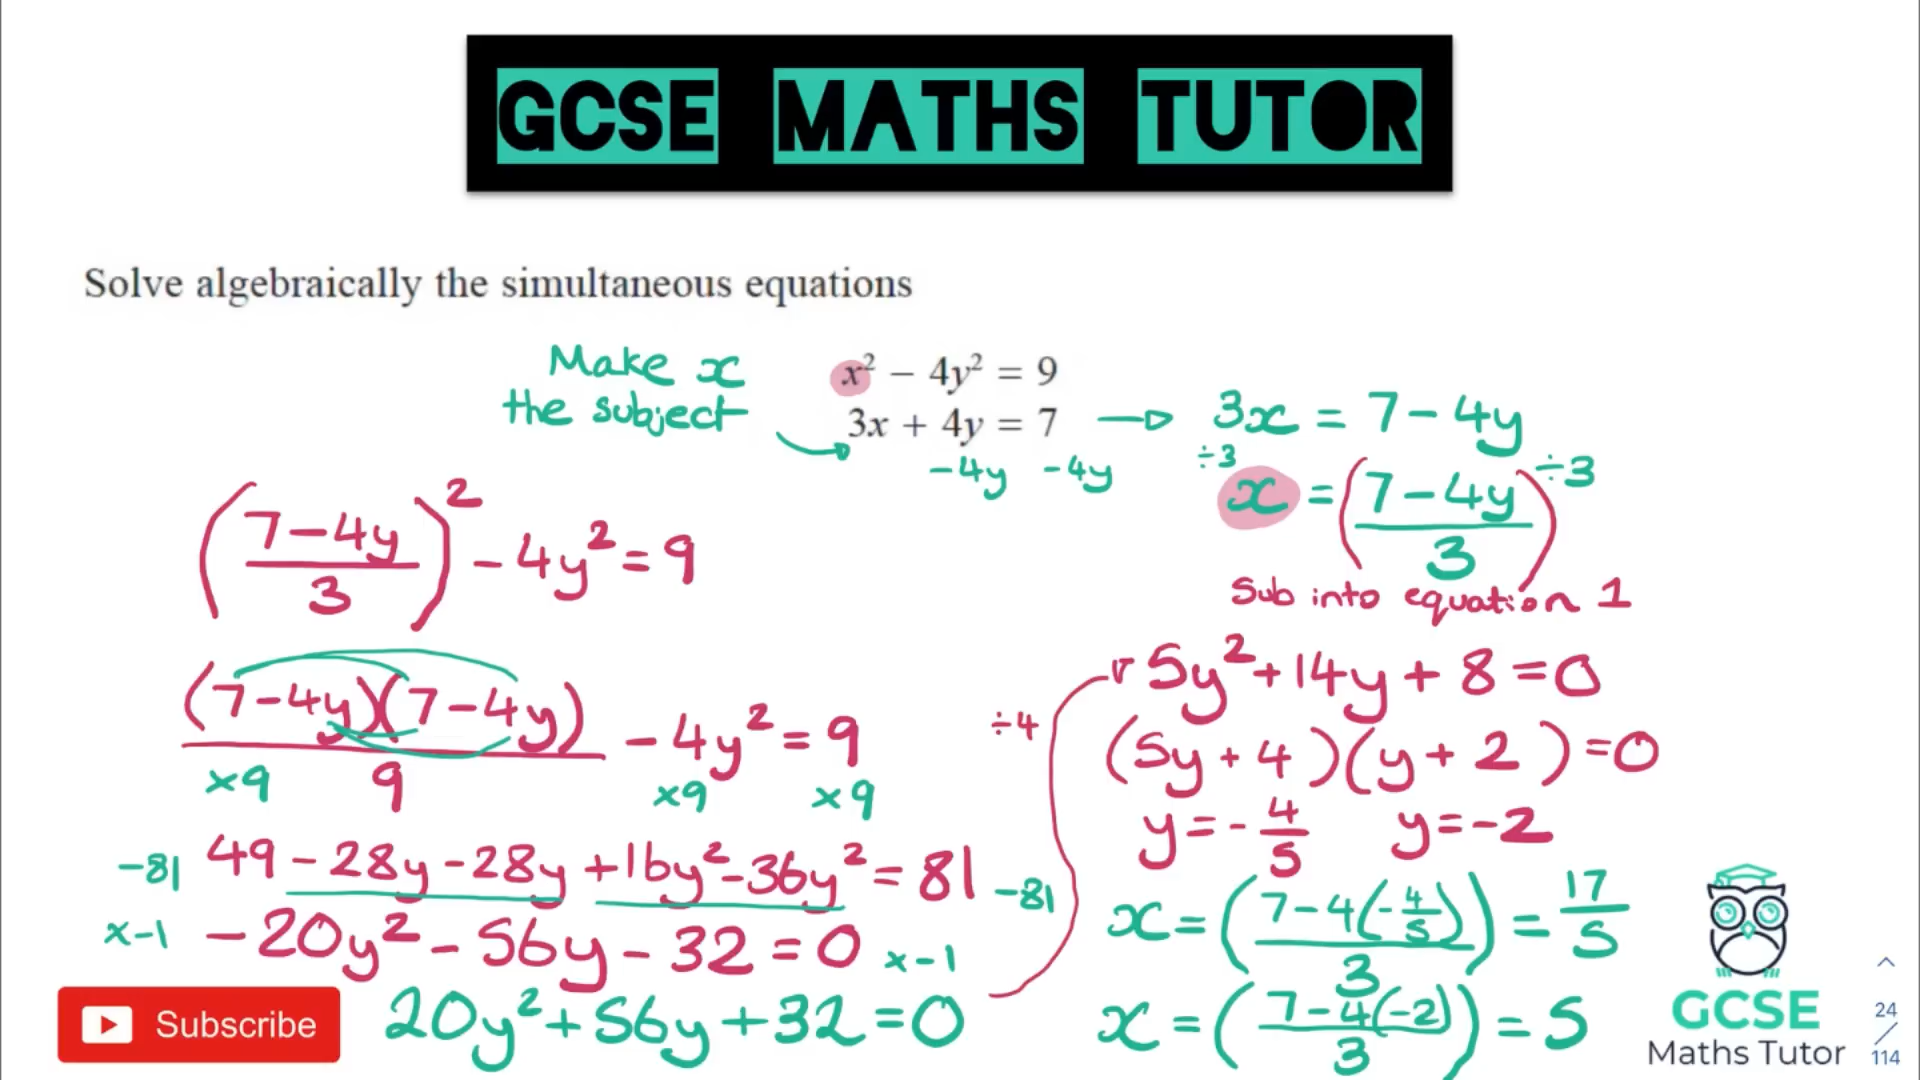 GCSE MATHS TUTOR
Solve algebraically the simultaneous equations
Make x
the subject
x² − 4y² = 9
3x + 4y = 7
−4y −4y
3x = 7 − 4y
÷3 ÷3
x = (7 − 4y / 3)
Sub into equation 1
(7 − 4y / 3)² − 4y² = 9
(7 − 4y)(7 − 4y) / 9 − 4y² = 9
×9 ×9 ×9
−81 49 − 28y − 28y + 16y² − 36y² = 81 −81
×−1 −20y² − 56y − 32 = 0 ×−1
20y² + 56y + 32 = 0
÷4
5y² + 14y + 8 = 0
(5y + 4)(y + 2) = 0
y = −4/5 y = −2
x = (7 − 4(−4/5) / 3) = 17/5
x = (7 − 4(−2) / 3) = 5
Subscribe
GCSE
Maths Tutor
24
/
114